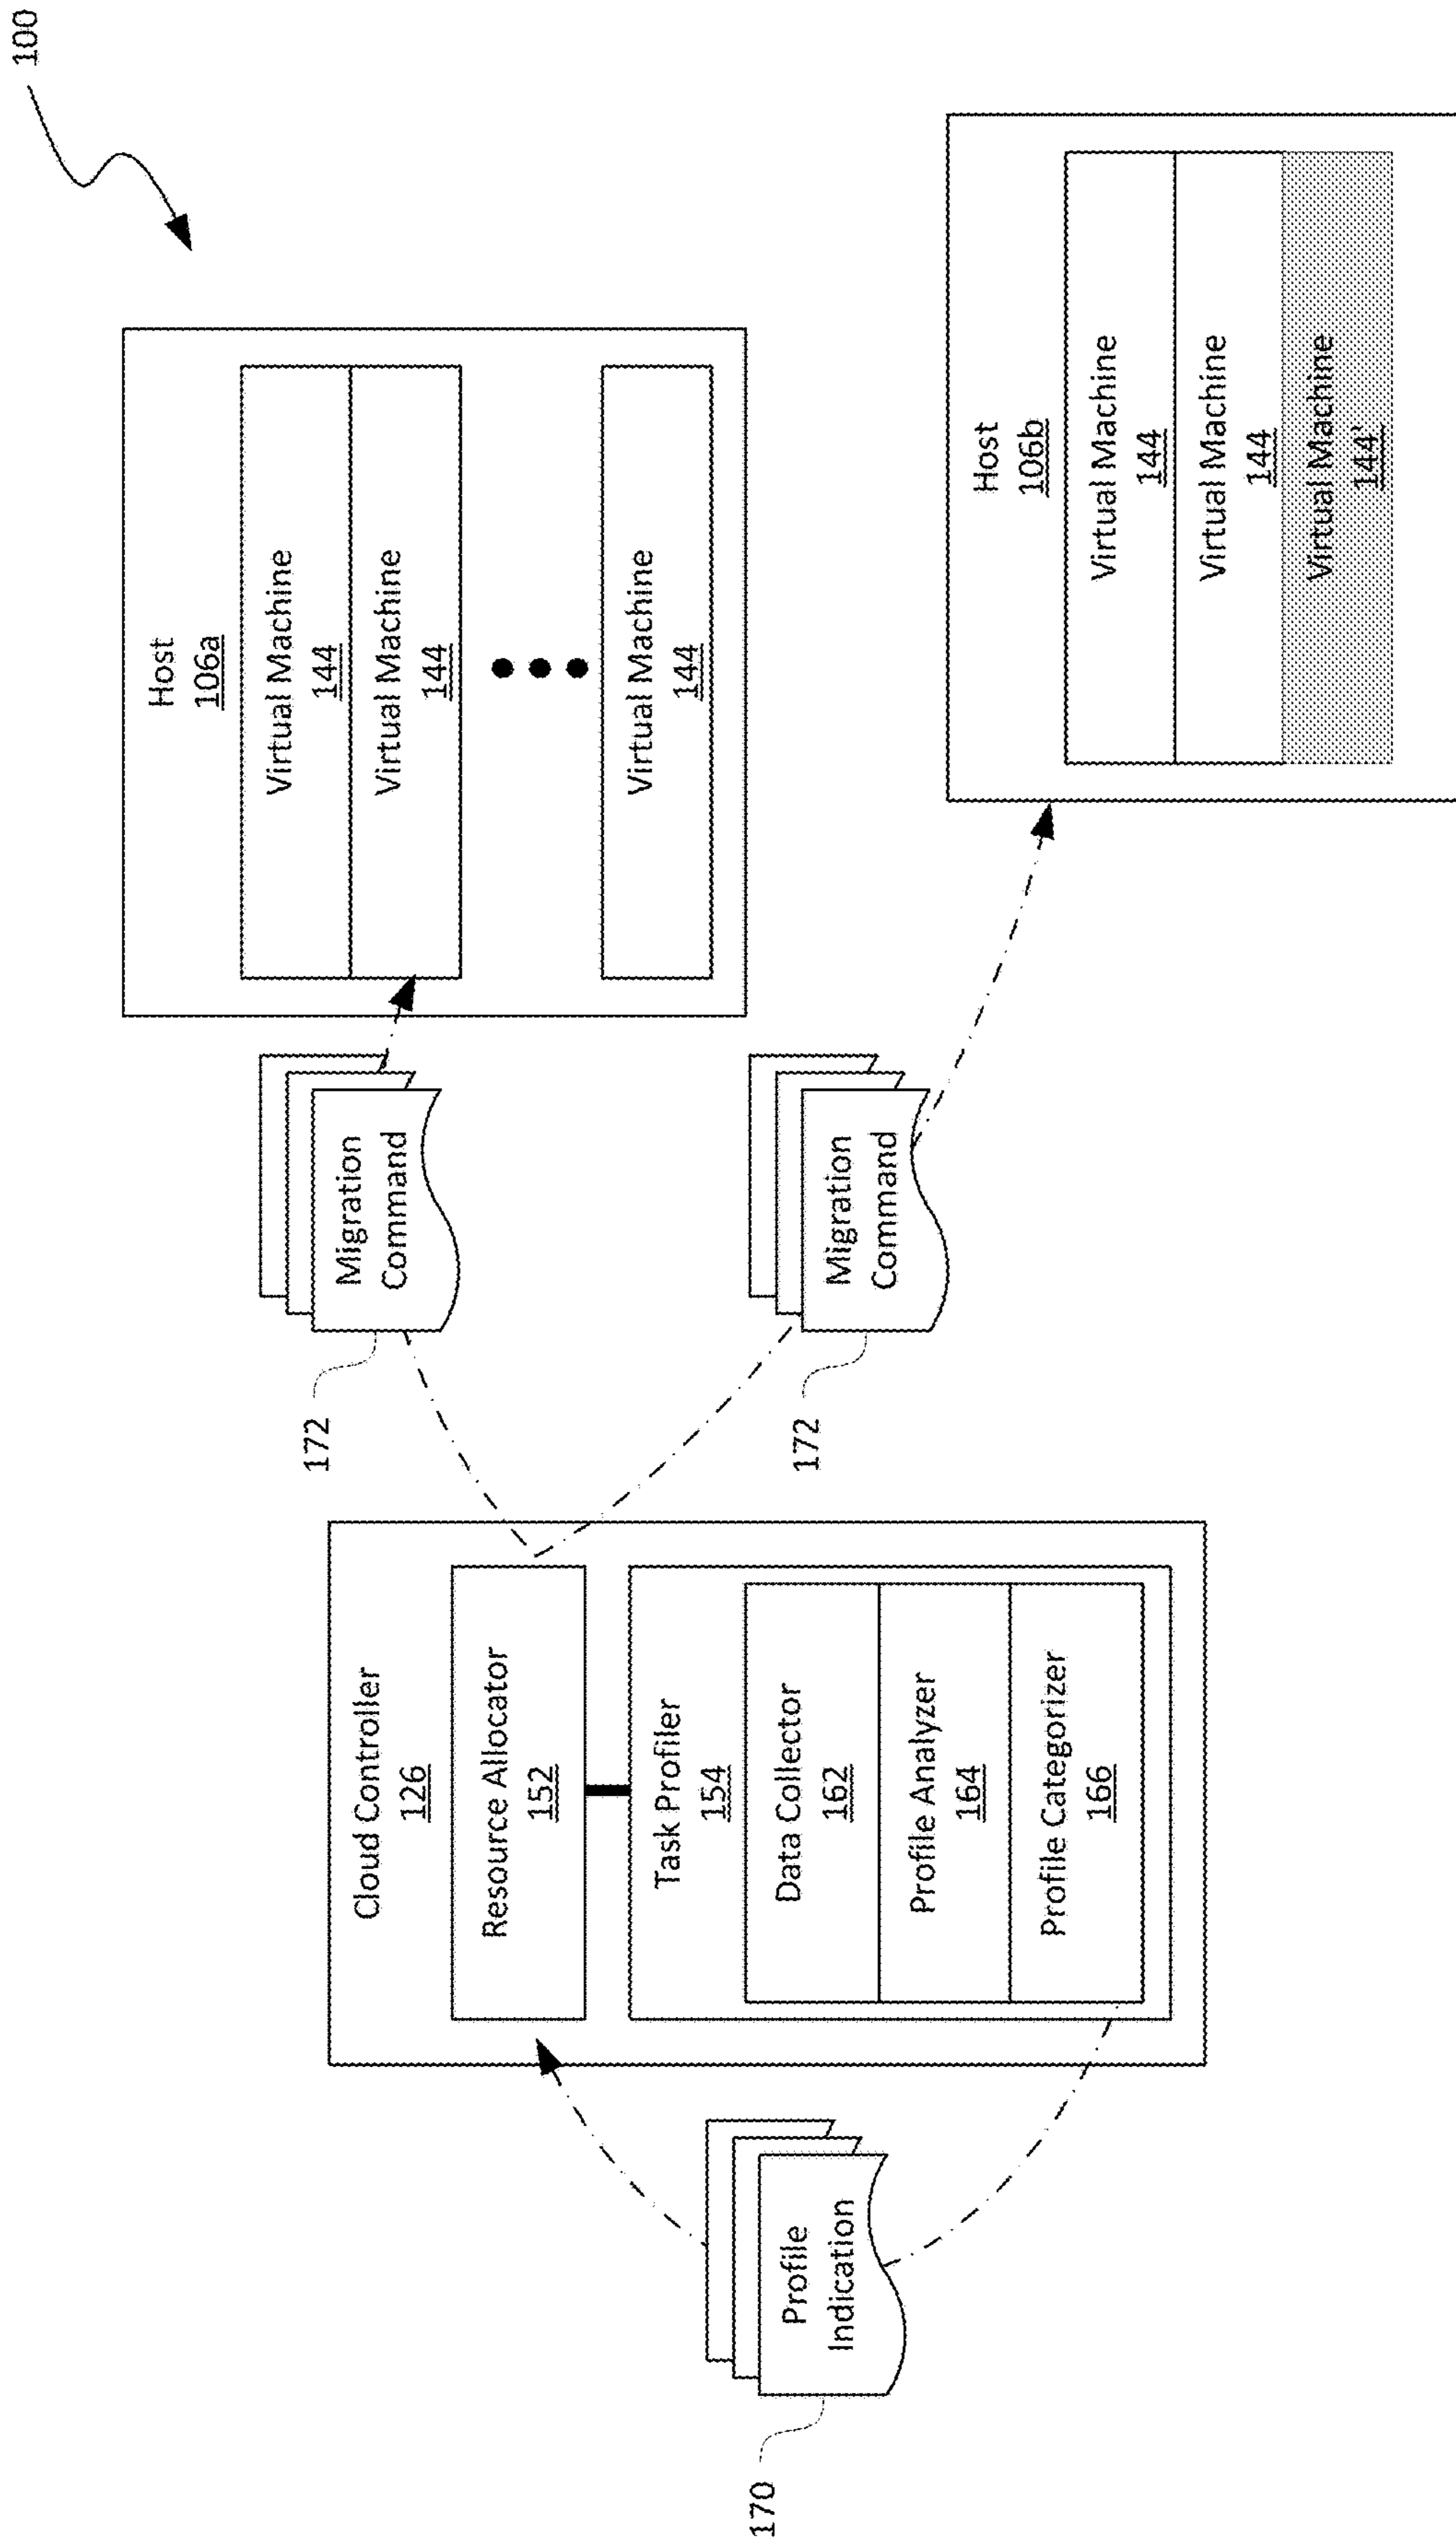 100
Profile
Indication
170
Cloud Controller
126
Resource Allocator
152
Task Profiler
154
Data Collector
162
Profile Analyzer
164
Profile Categorizer
166
Migration
Command
172
Migration
Command
172
Host
106a
Virtual Machine
144
Virtual Machine
144
Virtual Machine
144
Host
106b
Virtual Machine
144
Virtual Machine
144
Virtual Machine
144'